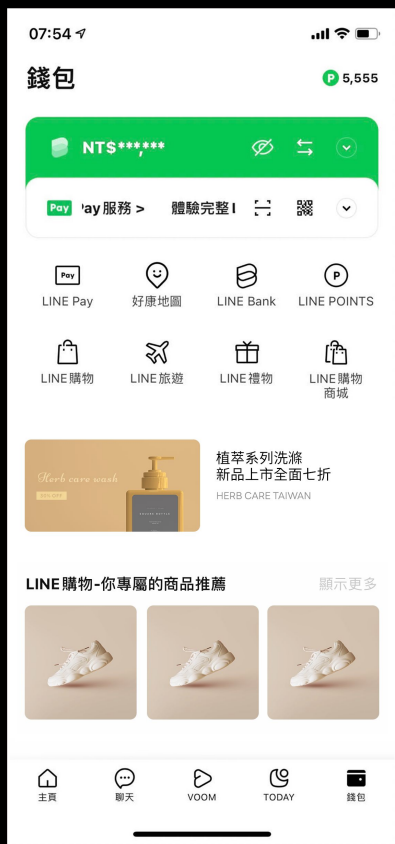 07:54
錢包
P 5,555
NT$***,***
Pay Pay服務 > 體驗完整
Pay
LINE Pay
好康地圖
LINE Bank
P
LINE POINTS
LINE購物
LINE旅遊
LINE禮物
LINE購物
商城
Herb care wash
植萃系列洗滌
新品上市全面七折
HERB CARE TAIWAN
LINE購物-你專屬的商品推薦
顯示更多
主頁
聊天
VOOM
TODAY
錢包